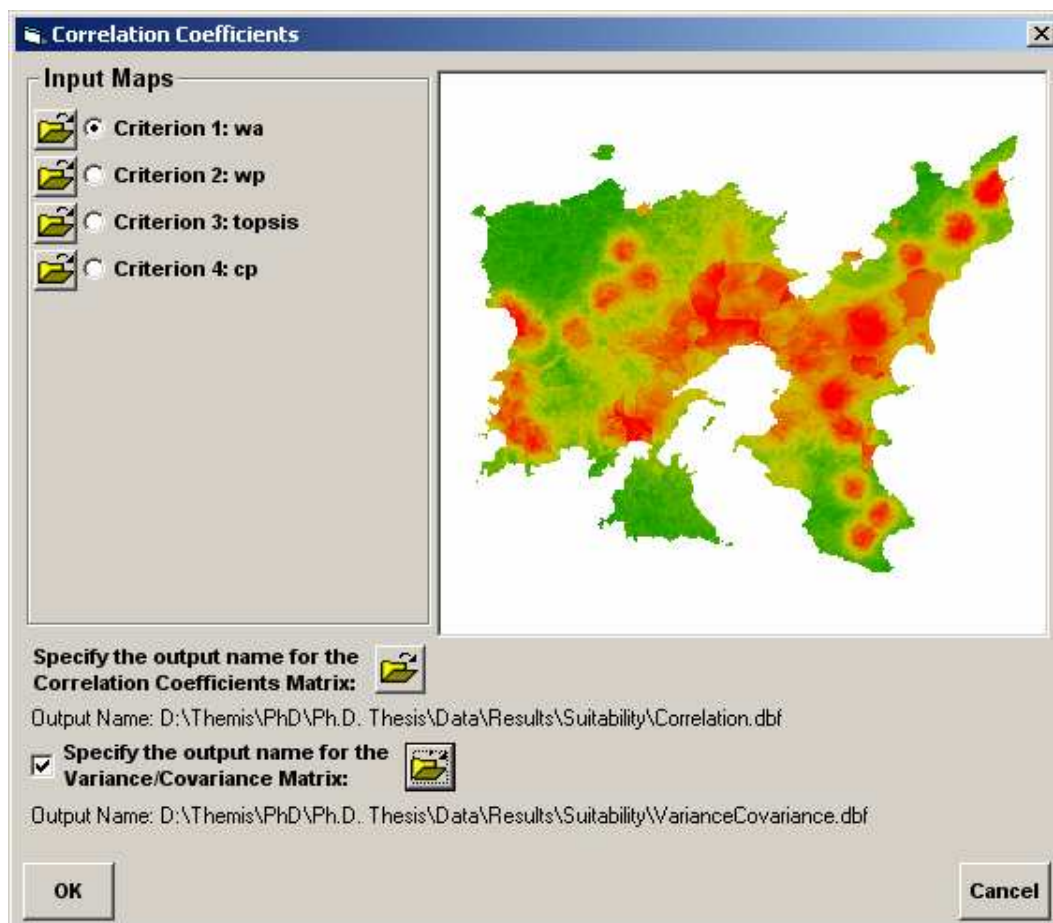 Correlation Coefficients
Input Maps
Criterion 1: wa
Criterion 2: wp
Criterion 3: topsis
Criterion 4: cp
Specify the output name for the
Correlation Coefficients Matrix:
Output Name: D:\Themis\PhD\Ph.D. Thesis\Data\Results\Suitability\Correlation.dbf
Specify the output name for the
Variance/Covariance Matrix:
Output Name: D:\Themis\PhD\Ph.D. Thesis\Data\Results\Suitability\VarianceCovariance.dbf
OK
Cancel